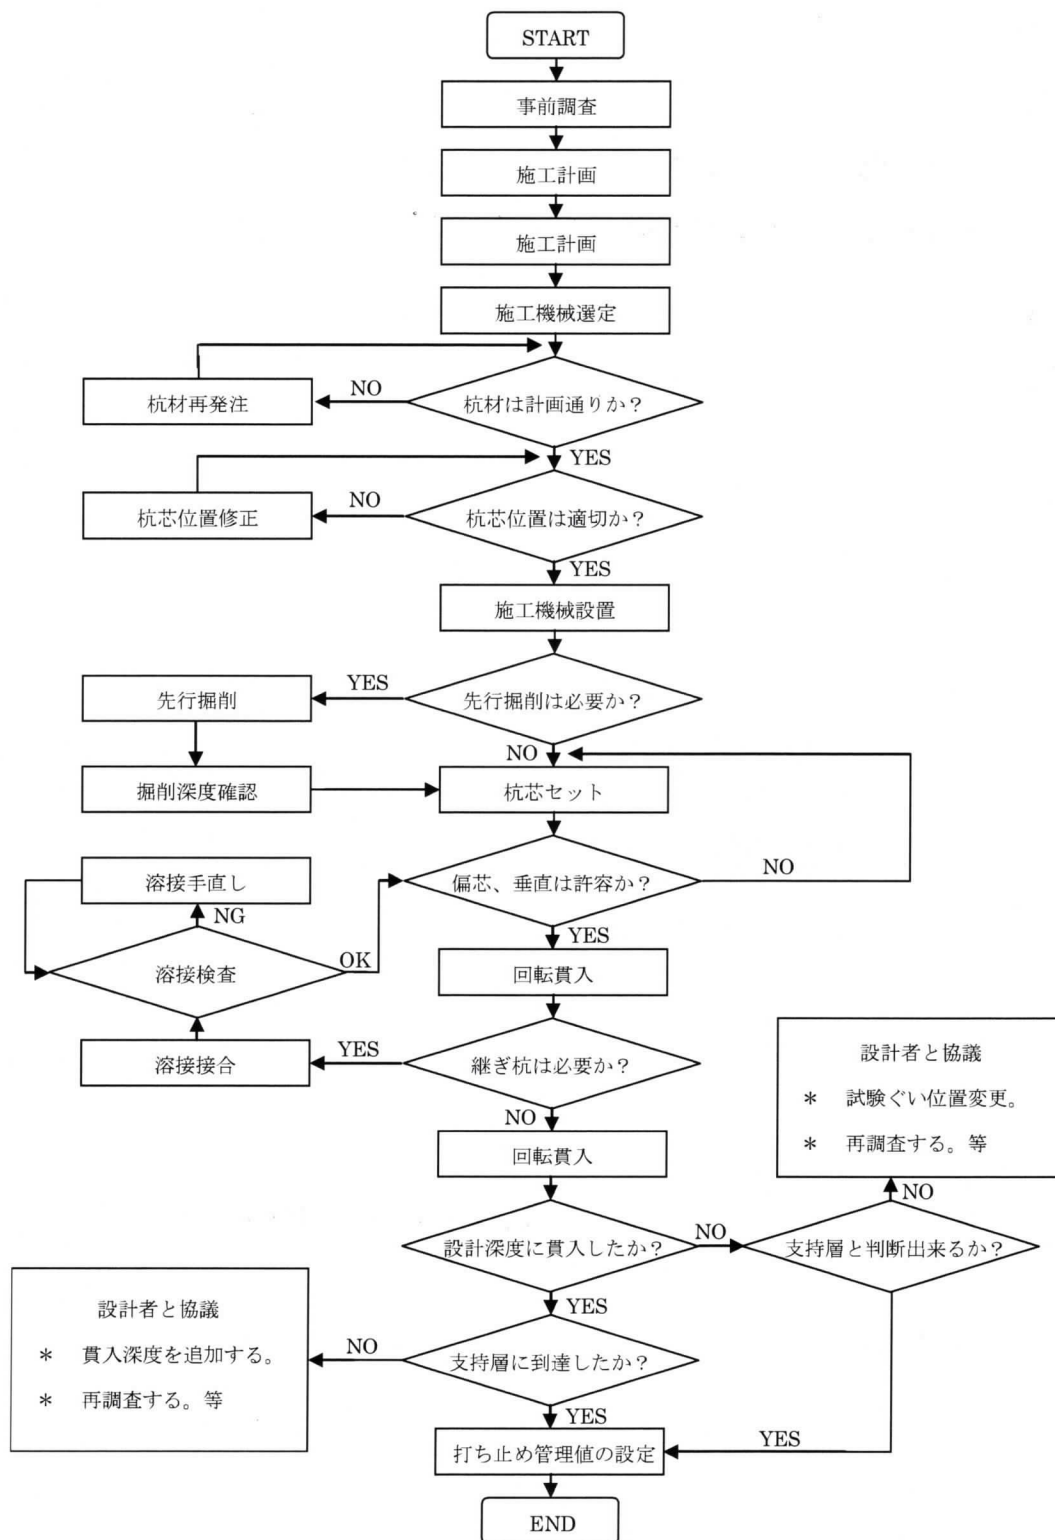 START
事前調査
施工計画
施工計画
施工機械選定
杭材再発注
NO
杭材は計画通りか？
YES
杭芯位置修正
NO
杭芯位置は適切か？
YES
施工機械設置
先行掘削
YES
先行掘削は必要か？
NO
掘削深度確認
杭芯セット
溶接手直し
偏芯、垂直は許容か？
NO
NG
YES
溶接検査
OK
回転貫入
溶接接合
YES
継ぎ杭は必要か？
設計者と協議
* 試験ぐい位置変更。
* 再調査する。等
NO
回転貫入
NO
設計深度に貫入したか？
NO
支持層と判断出来るか？
YES
設計者と協議
* 貫入深度を追加する。
* 再調査する。等
NO
支持層に到達したか？
YES
打ち止め管理値の設定
YES
END